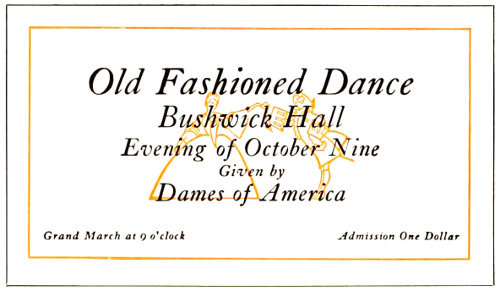 Old Fashioned Dance
Bushwick Hall
Evening of October Nine
Given by
Dames of America
Grand March at 9 o'clock
Admission One Dollar